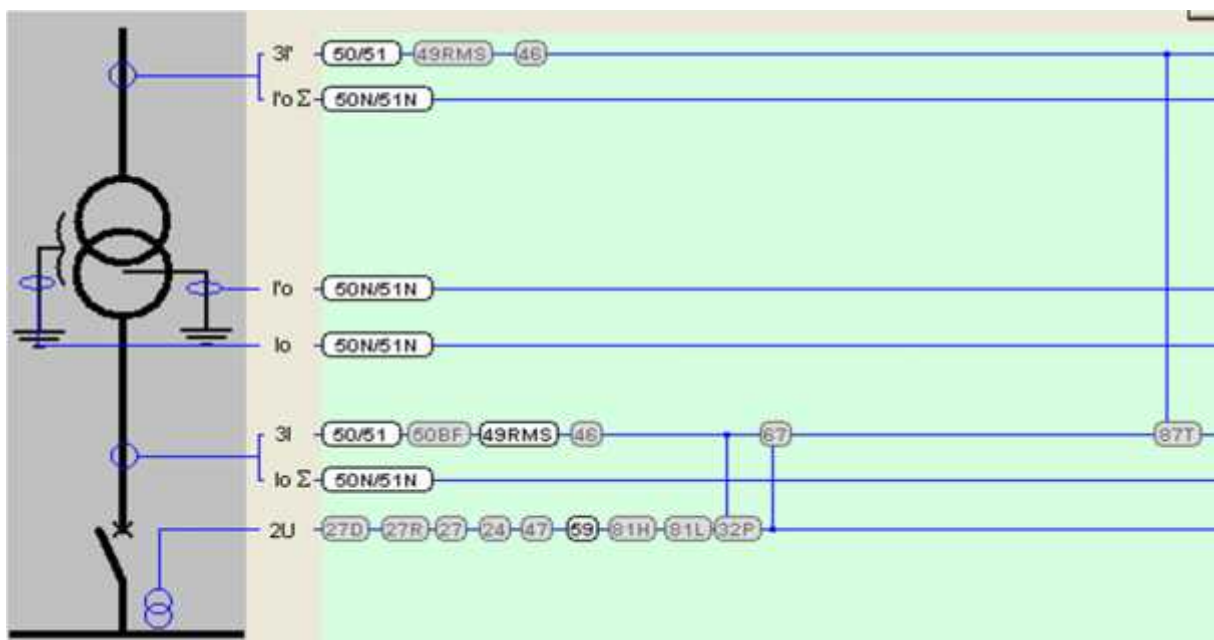 3I' 50/51 49RMS 46
I'o Σ 50N/51N
I'o 50N/51N
Io 50N/51N
3I 50/51 50BF 49RMS 46 67 87T
Io Σ 50N/51N
2U 27D 27R 27 24 47 59 81H 81L 32P